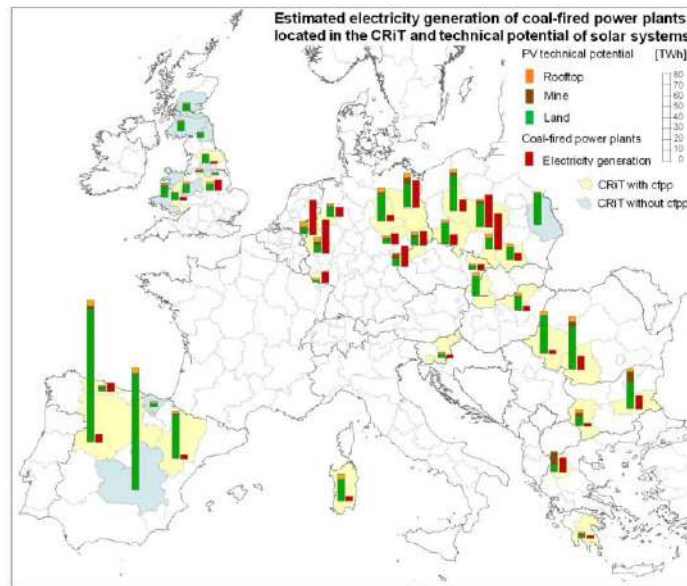 Estimated electricity generation of coal-fired power plants
located in the CRiT and technical potential of solar systems
PV technical potential [TWh]
Rooftop
Mine
Land
Coal-fired power plants
Electricity generation
CRiT with cfpp
CRiT without cfpp
80
70
60
50
40
30
20
10
0